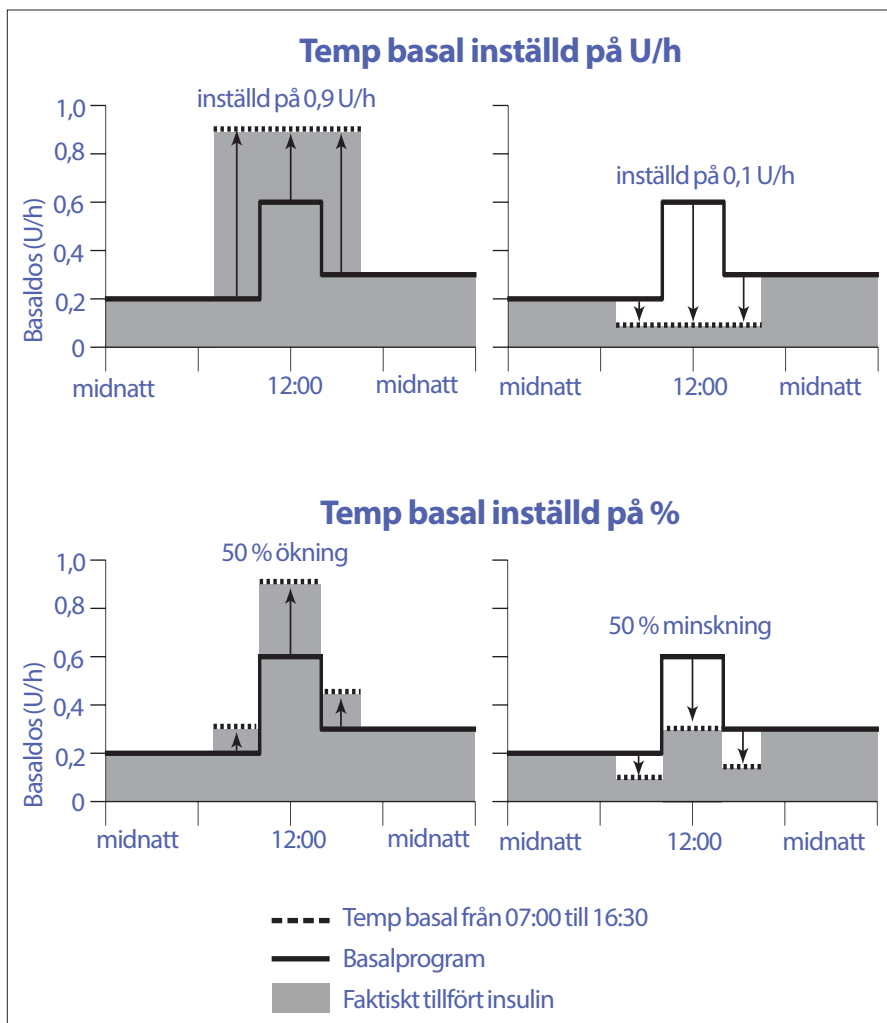 Temp basal inställd på U/h
inställd på 0,9 U/h
Basaldos (U/h)
1,0
0,8
0,6
0,4
0,2
0
midnatt
12:00
midnatt
inställd på 0,1 U/h
midnatt
12:00
midnatt
Temp basal inställd på %
50 % ökning
Basaldos (U/h)
1,0
0,8
0,6
0,4
0,2
0
midnatt
12:00
midnatt
50 % minskning
midnatt
12:00
midnatt
Temp basal från 07:00 till 16:30
Basalprogram
Faktiskt tillfört insulin